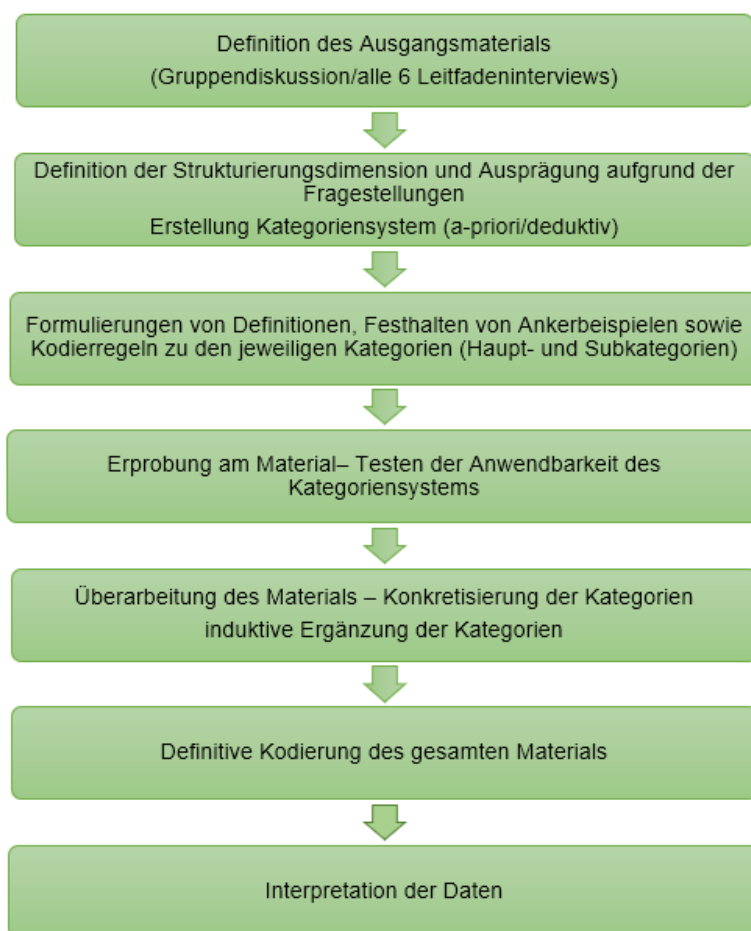 Definition des Ausgangsmaterials
(Gruppendiskussion/alle 6 Leitfadeninterviews)
Definition der Strukturierungsdimension und Ausprägung aufgrund der
Fragestellungen
Erstellung Kategoriensystem (a-priori/deduktiv)
Formulierungen von Definitionen, Festhalten von Ankerbeispielen sowie
Kodierregeln zu den jeweiligen Kategorien (Haupt- und Subkategorien)
Erprobung am Material– Testen der Anwendbarkeit des
Kategoriensystems
Überarbeitung des Materials – Konkretisierung der Kategorien
induktive Ergänzung der Kategorien
Definitive Kodierung des gesamten Materials
Interpretation der Daten